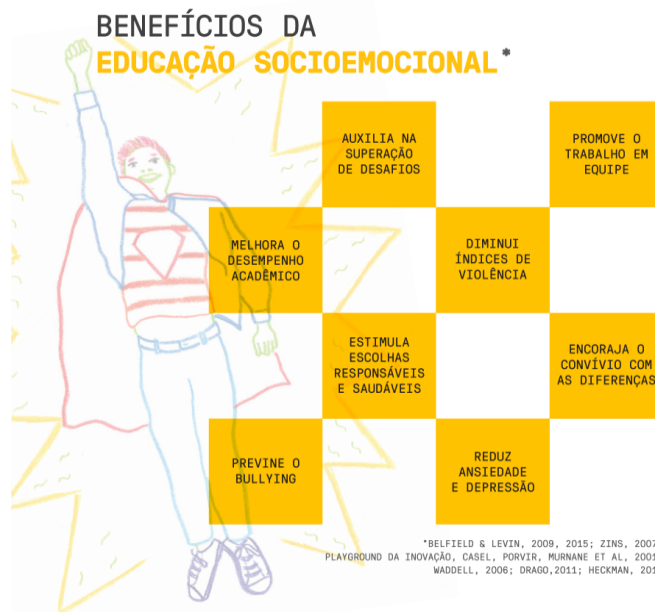 BENEFÍCIOS DA
EDUCAÇÃO SOCIOEMOCIONAL*
AUXILIA NA
SUPERAÇÃO
DE DESAFIOS
PROMOVE O
TRABALHO EM
EQUIPE
MELHORA O
DESEMPENHO
ACADÊMICO
DIMINUI
ÍNDICES DE
VIOLÊNCIA
ESTIMULA
ESCOLHAS
RESPONSÁVEIS
E SAUDÁVEIS
ENCORAJA O
CONVÍVIO COM
AS DIFERENÇAS
PREVINE O
BULLYING
REDUZ
ANSIEDADE
E DEPRESSÃO
*BELFIELD & LEVIN, 2009, 2015; ZINS, 2007
PLAYGROUND DA INOVAÇÃO, CASEL, PORVIR, MURNANE ET AL, 2001
WADDELL, 2006; DRAGO,2011; HECKMAN,